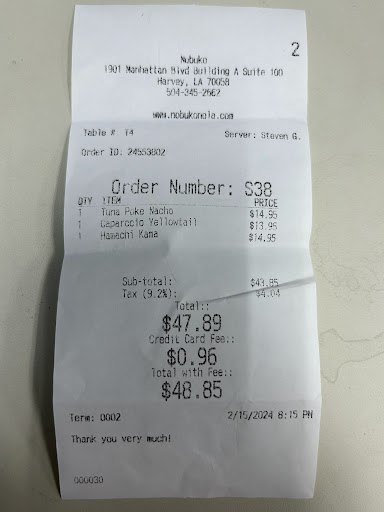 2
Nobuko
1901 Manhattan Blvd Building A Suite 100
Harvey, LA 70058
504-345-2662
www.nobukonola.com
Table # T4 Server: Steven G.
Order ID: 24553802
Order Number: S38
QTY ITEM PRICE
1 Tuna Poke Nacho $14.95
1 Caparccio Yellowtail $13.95
1 Hamachi Kama $14.95
Sub-total: $43.85
Tax (9.2%): $4.04
Total::
$47.89
Credit Card Fee::
$0.96
Total with Fee::
$48.85
Term: 0002 2/15/2024 8:15 PM
Thank you very much!
000030